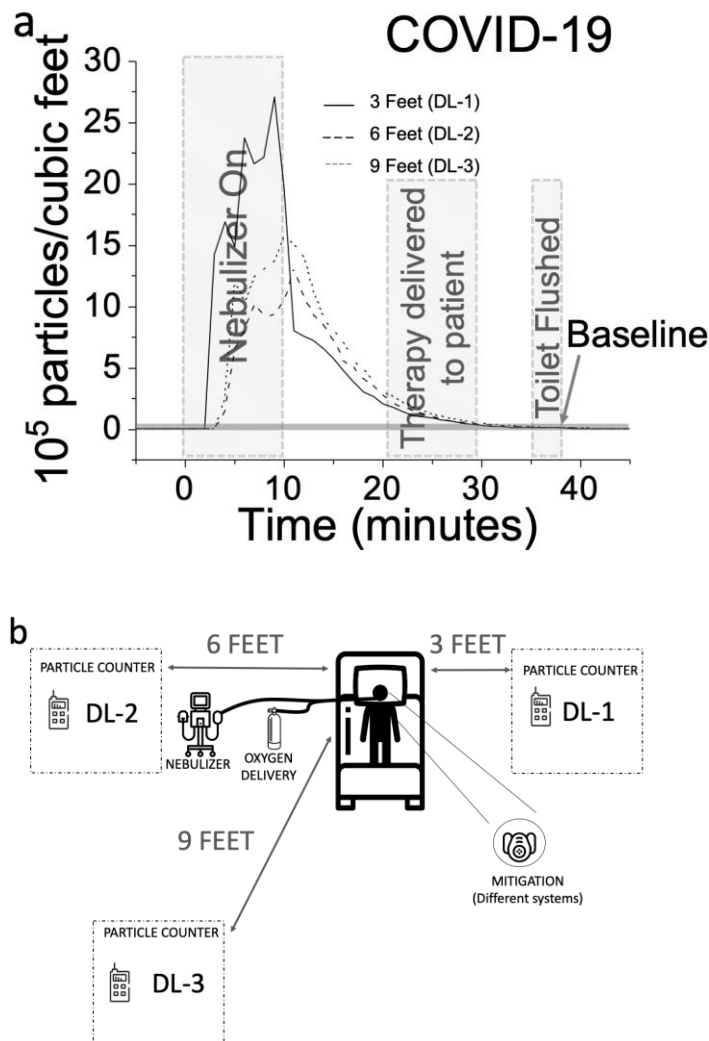 a
COVID-19
10⁵ particles/cubic feet
30
25
20
15
10
5
0
3 Feet (DL-1)
6 Feet (DL-2)
9 Feet (DL-3)
Nebulizer On
Therapy delivered
to patient
Toilet Flushed
Baseline
0
10
20
30
40
Time (minutes)
b
6 FEET
3 FEET
PARTICLE COUNTER
DL-2
NEBULIZER
OXYGEN
DELIVERY
PARTICLE COUNTER
DL-1
9 FEET
MITIGATION
(Different systems)
PARTICLE COUNTER
DL-3